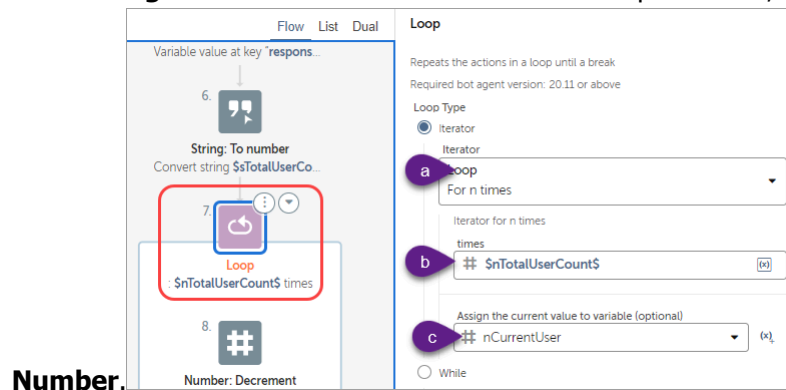 Flow List Dual
Variable value at key "respons...
6.
String: To number
Convert string $sTotalUserCo...
7.
Loop
: $nTotalUserCount$ times
8.
Number: Decrement
Loop
Repeats the actions in a loop until a break
Required bot agent version: 20.11 or above
Loop Type
Iterator
Iterator
a
Loop
For n times
Iterator for n times
times
b
# $nTotalUserCount$
(x)
Assign the current value to variable (optional)
c
# nCurrentUser
(x)+
While
Number.